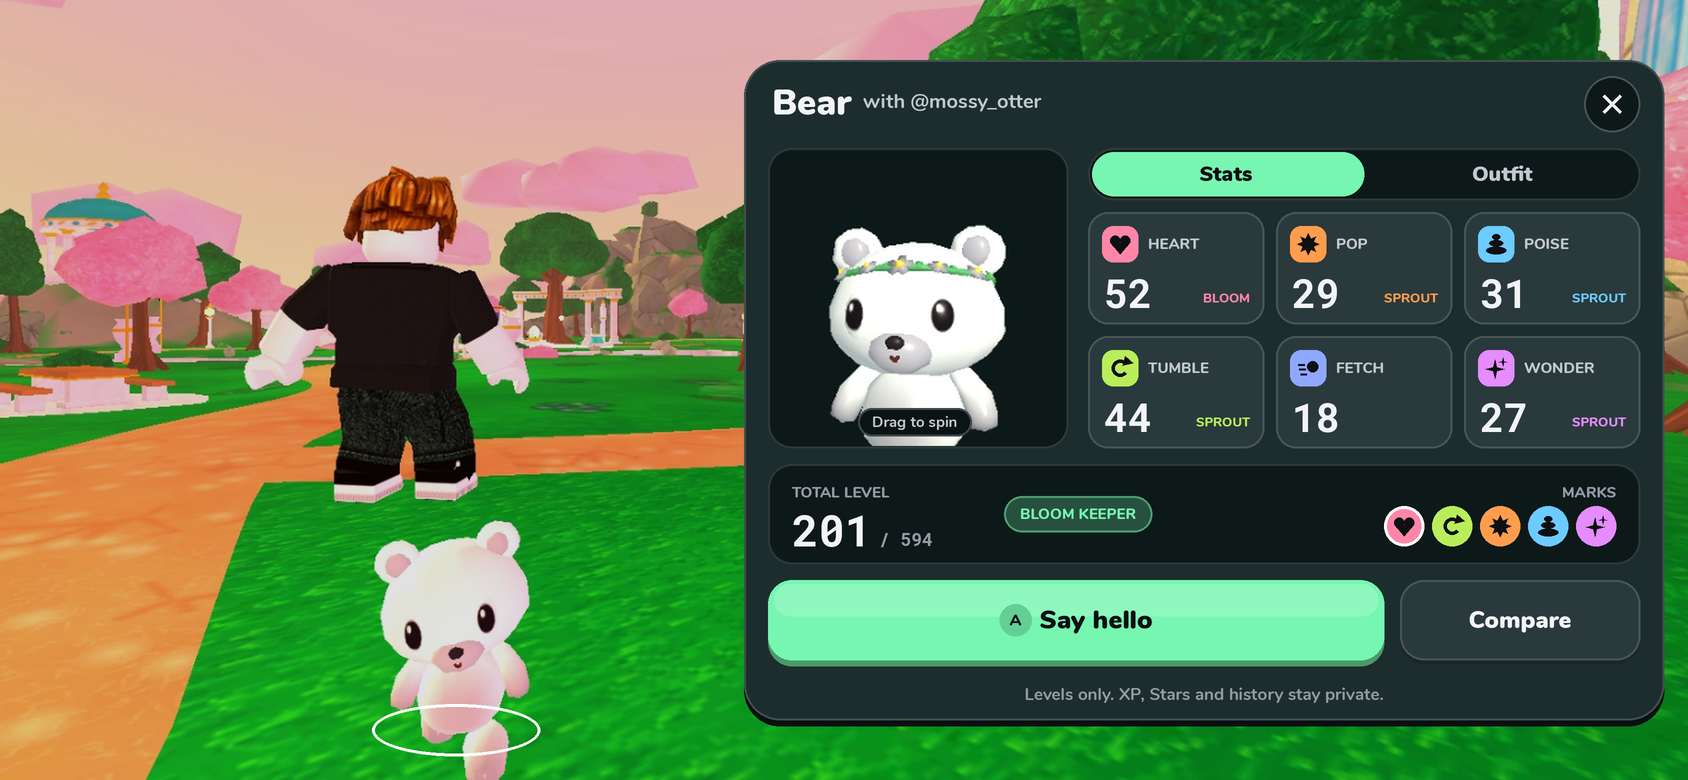 Bear with @mossy_otter
Stats
Outfit
Drag to spin
HEART
52 BLOOM
POP
29 SPROUT
POISE
31 SPROUT
TUMBLE
44 SPROUT
FETCH
18
WONDER
27 SPROUT
TOTAL LEVEL
201 / 594
BLOOM KEEPER
MARKS
A Say hello
Compare
Levels only. XP, Stars and history stay private.